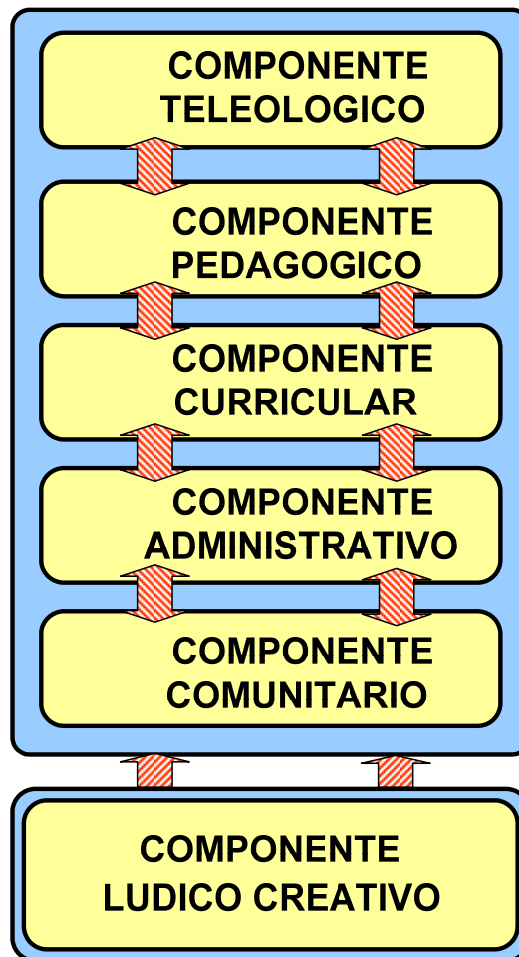 COMPONENTE
TELEOLOGICO
COMPONENTE
PEDAGOGICO
COMPONENTE
CURRICULAR
COMPONENTE
ADMINISTRATIVO
COMPONENTE
COMUNITARIO
COMPONENTE
LUDICO CREATIVO